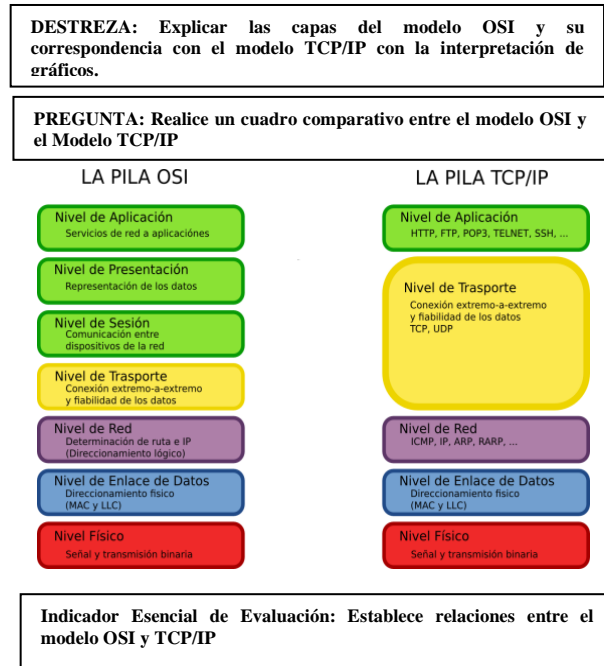 DESTREZA: Explicar las capas del modelo OSI y su
correspondencia con el modelo TCP/IP con la interpretación de
gráficos.
PREGUNTA: Realice un cuadro comparativo entre el modelo OSI y
el Modelo TCP/IP
LA PILA OSI
Nivel de Aplicación
Servicios de red a aplicaciónes
Nivel de Presentación
Representación de los datos
Nivel de Sesión
Comunicación entre
dispositivos de la red
Nivel de Trasporte
Conexión extremo-a-extremo
y fiabilidad de los datos
Nivel de Red
Determinación de ruta e IP
(Direccionamiento lógico)
Nivel de Enlace de Datos
Direccionamiento fisico
(MAC y LLC)
Nivel Físico
Señal y transmisión binaria
LA PILA TCP/IP
Nivel de Aplicación
HTTP, FTP, POP3, TELNET, SSH, ...
Nivel de Trasporte
Conexión extremo-a-extremo
y fiabilidad de los datos
TCP, UDP
Nivel de Red
ICMP, IP, ARP, RARP, ...
Nivel de Enlace de Datos
Direccionamiento fisico
(MAC y LLC)
Nivel Físico
Señal y transmisión binaria
Indicador Esencial de Evaluación: Establece relaciones entre el
modelo OSI y TCP/IP